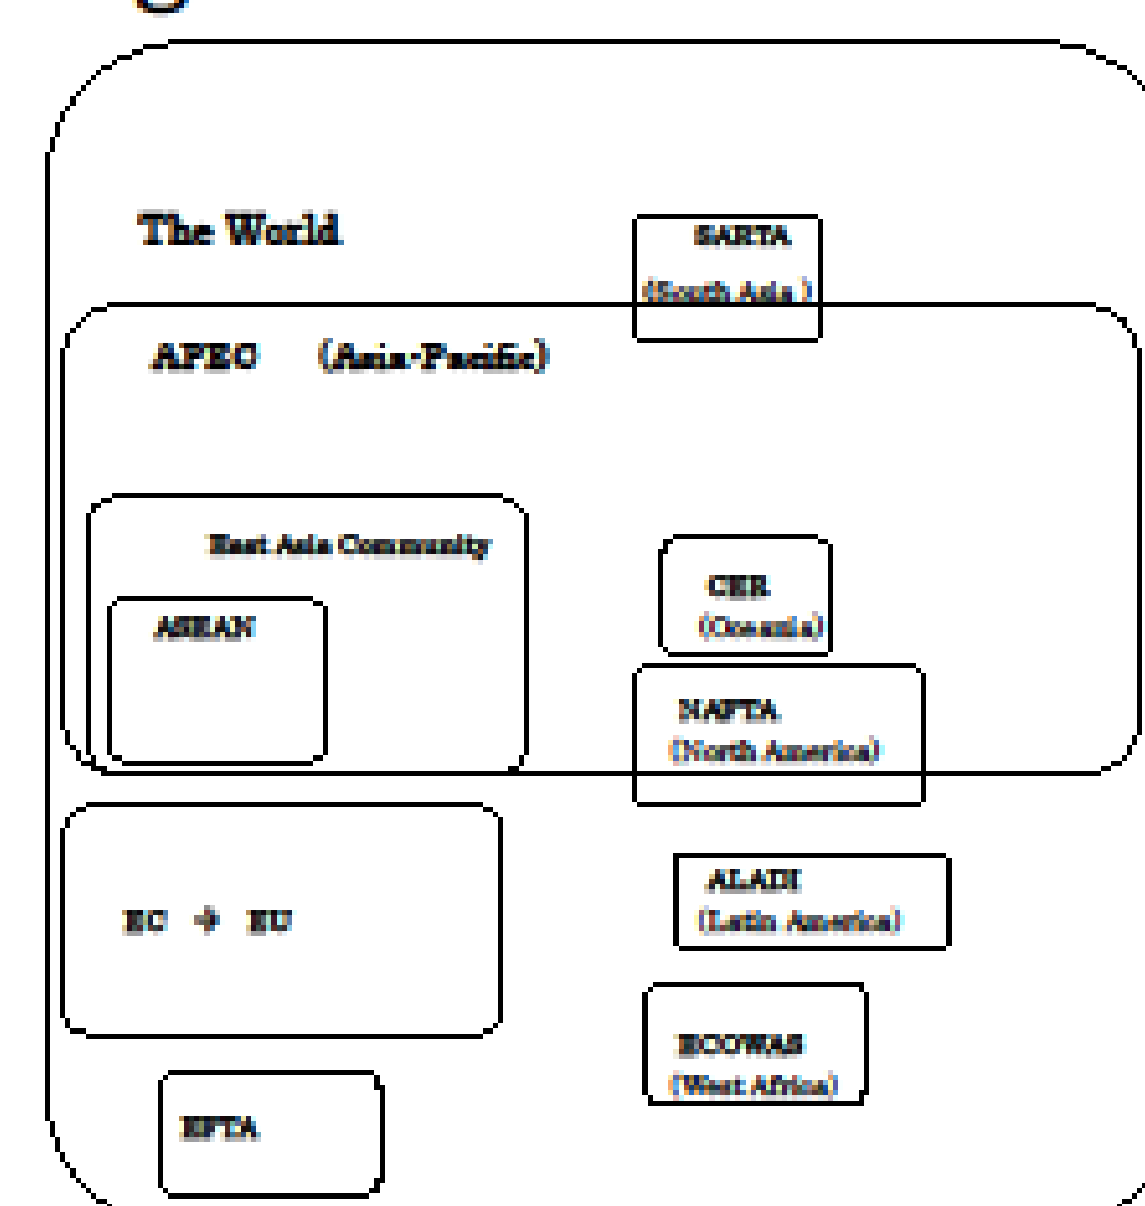 The World
SARTA
(South Asia )
APEC (Asia-Pacific)
East Asia Community
CER
(Oceania)
ASEAN
NAFTA
(North America)
ALADI
(Latin America)
EC → EU
ECOWAS
(West Africa)
EFTA